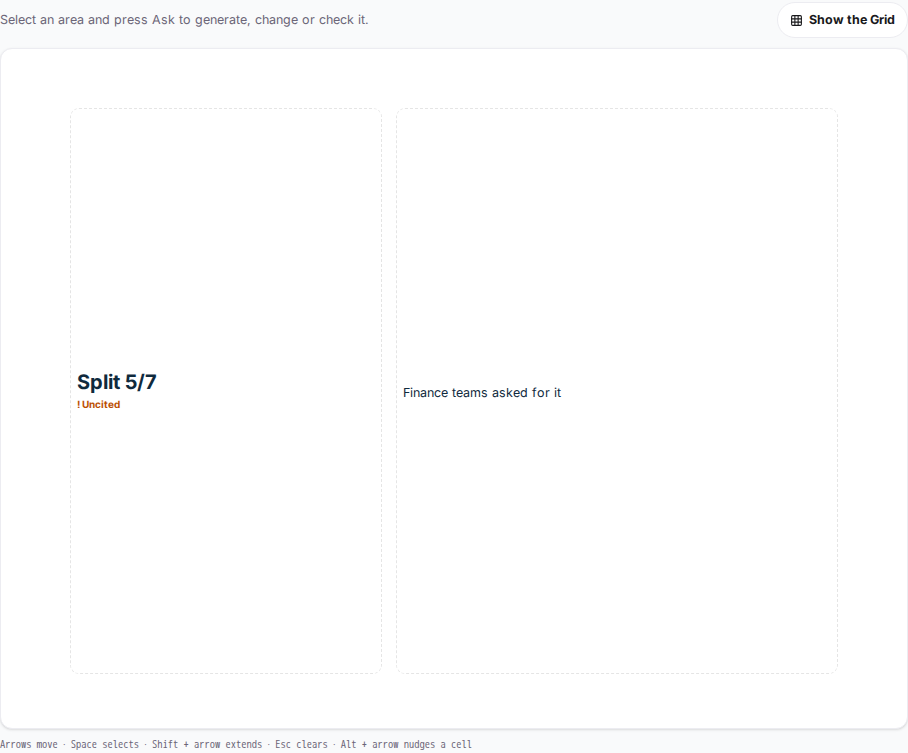 Select an area and press Ask to generate, change or check it.
Show the Grid
Split 5/7
! Uncited
Finance teams asked for it
Arrows move · Space selects · Shift + arrow extends · Esc clears · Alt + arrow nudges a cell